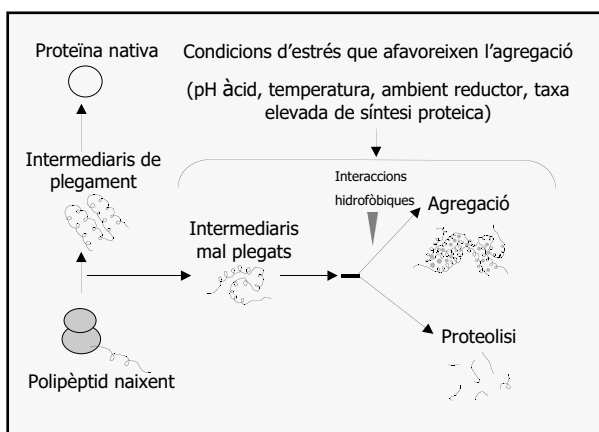 Proteïna nativa
Condicions d'estrés que afavoreixen l'agregació
(pH àcid, temperatura, ambient reductor, taxa
elevada de síntesi proteica)
Intermediaris de
plegament
Interaccions
hidrofòbiques
Agregació
Intermediaris
mal plegats
Proteolisi
Polipèptid naixent